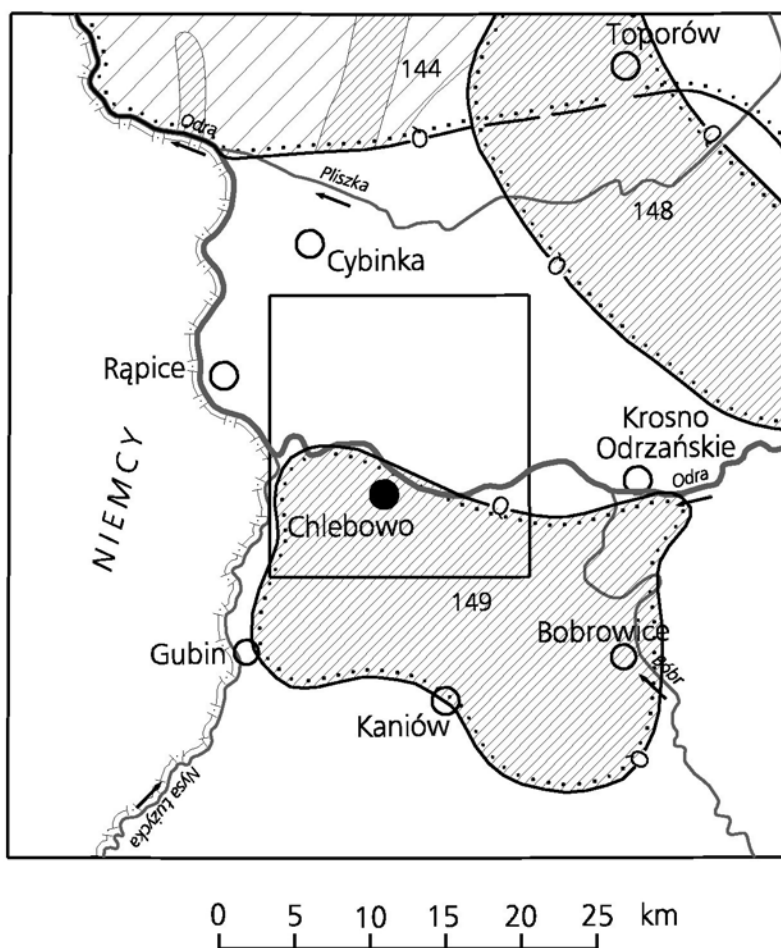 Toporów
144
Odra
Pliszka
148
Cybinka
Rąpice
Krosno
Odrzańskie
Odra
NIEMCY
Chlebowo
149
Bobrowice
Gubin
Bóbr
Kaniów
Nysa Łużycka
0 5 10 15 20 25 km